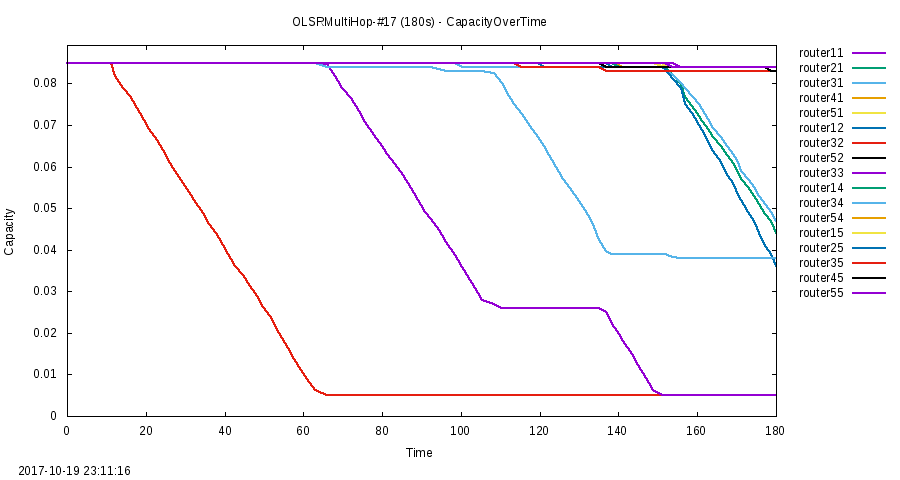 OLSRMultiHop-#17 (180s) - CapacityOverTime
0.08
0.07
0.06
0.05
0.04
0.03
0.02
0.01
0
0 20 40 60 80 100 120 140 160 180
Capacity
Time
router11
router21
router31
router41
router51
router12
router32
router52
router33
router14
router34
router54
router15
router25
router35
router45
router55
2017-10-19 23:11:16